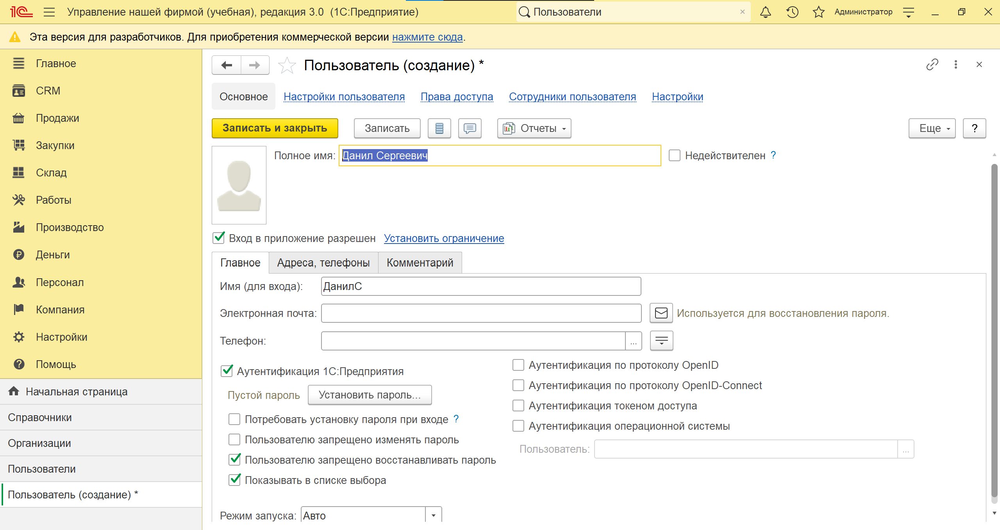 1С Управление нашей фирмой (учебная), редакция 3.0 (1С:Предприятие) Пользователи × Администратор
Эта версия для разработчиков. Для приобретения коммерческой версии нажмите сюда.
Главное
CRM
Продажи
Закупки
Склад
Работы
Производство
Деньги
Персонал
Компания
Настройки
Помощь
Начальная страница
Справочники
Организации
Пользователи
Пользователь (создание) *
Пользователь (создание) *
Основное Настройки пользователя Права доступа Сотрудники пользователя Настройки
Записать и закрыть Записать Отчеты Еще ?
Полное имя: Данил Сергеевич Недействителен ?
Вход в приложение разрешен Установить ограничение
Главное Адреса, телефоны Комментарий
Имя (для входа): ДанилС
Электронная почта: Используется для восстановления пароля.
Телефон: ...
Аутентификация 1С:Предприятия
Пустой пароль Установить пароль...
Потребовать установку пароля при входе ?
Пользователю запрещено изменять пароль
Пользователю запрещено восстанавливать пароль
Показывать в списке выбора
Аутентификация по протоколу OpenID
Аутентификация по протоколу OpenID-Connect
Аутентификация токеном доступа
Аутентификация операционной системы
Пользователь: ...
Режим запуска: Авто